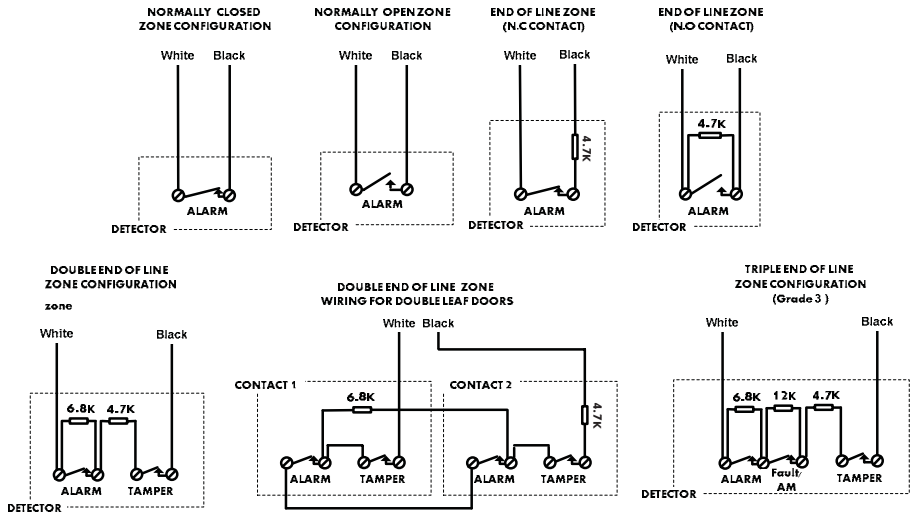 NORMALLY CLOSED
ZONE CONFIGURATION
White Black
ALARM
DETECTOR
NORMALLY OPEN ZONE
CONFIGURATION
White Black
ALARM
DETECTOR
END OF LINE ZONE
(N.C CONTACT)
White Black
4.7K
ALARM
DETECTOR
END OF LINE ZONE
(N.O CONTACT)
White Black
4.7K
ALARM
DETECTOR
DOUBLE END OF LINE
ZONE CONFIGURATION
zone
White Black
6.8K 4.7K
ALARM TAMPER
DETECTOR
DOUBLE END OF LINE ZONE
WIRING FOR DOUBLE LEAF DOORS
White Black
CONTACT 1 CONTACT 2
6.8K
4.7K
ALARM TAMPER ALARM TAMPER
TRIPLE END OF LINE
ZONE CONFIGURATION
(Grade 3 )
White Black
6.8K 12K 4.7K
ALARM Fault/ TAMPER
AM
DETECTOR